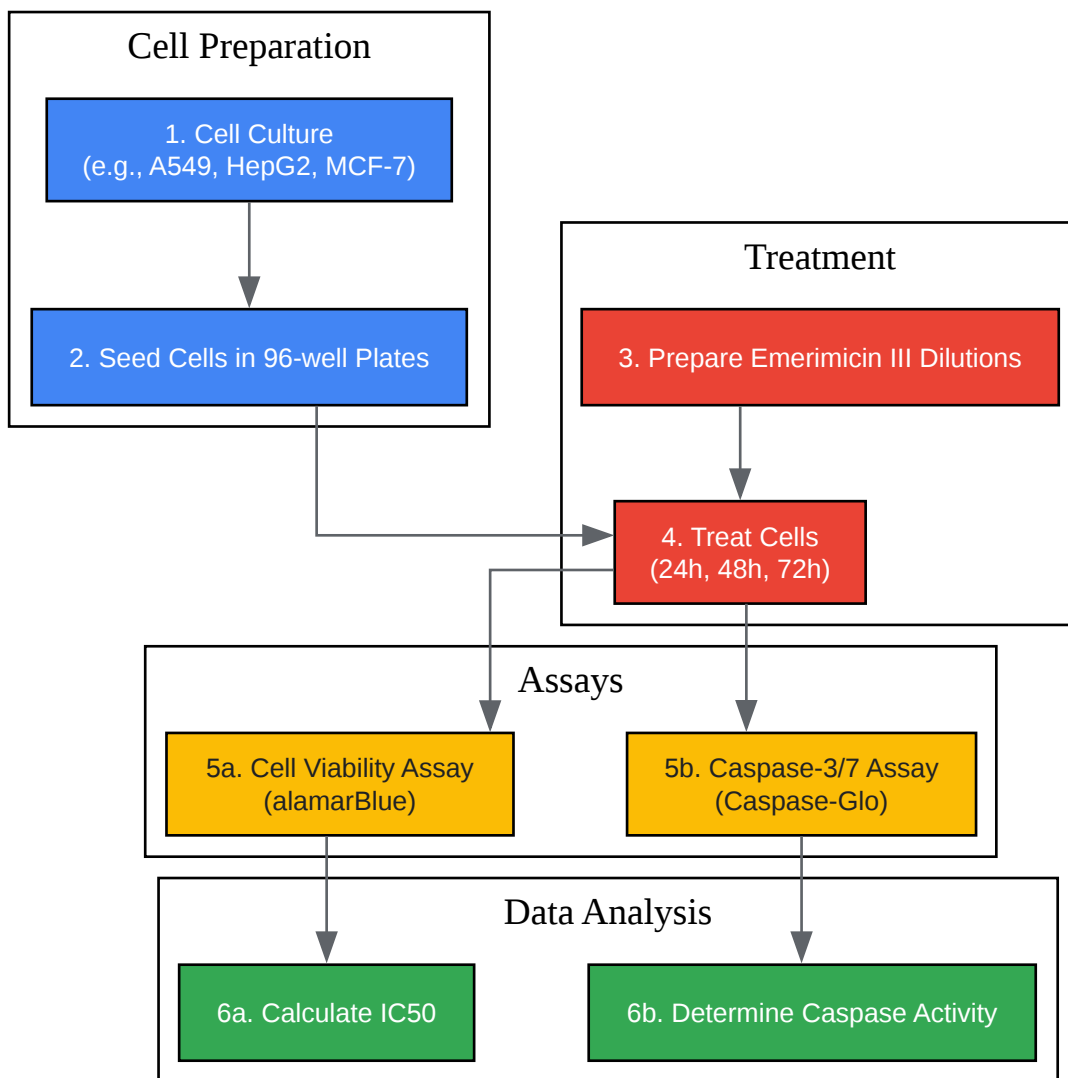 Cell Preparation
1. Cell Culture
(e.g., A549, HepG2, MCF-7)
2. Seed Cells in 96-well Plates
Treatment
3. Prepare Emerimicin III Dilutions
4. Treat Cells
(24h, 48h, 72h)
Assays
5a. Cell Viability Assay
(alamarBlue)
5b. Caspase-3/7 Assay
(Caspase-Glo)
Data Analysis
6a. Calculate IC50
6b. Determine Caspase Activity